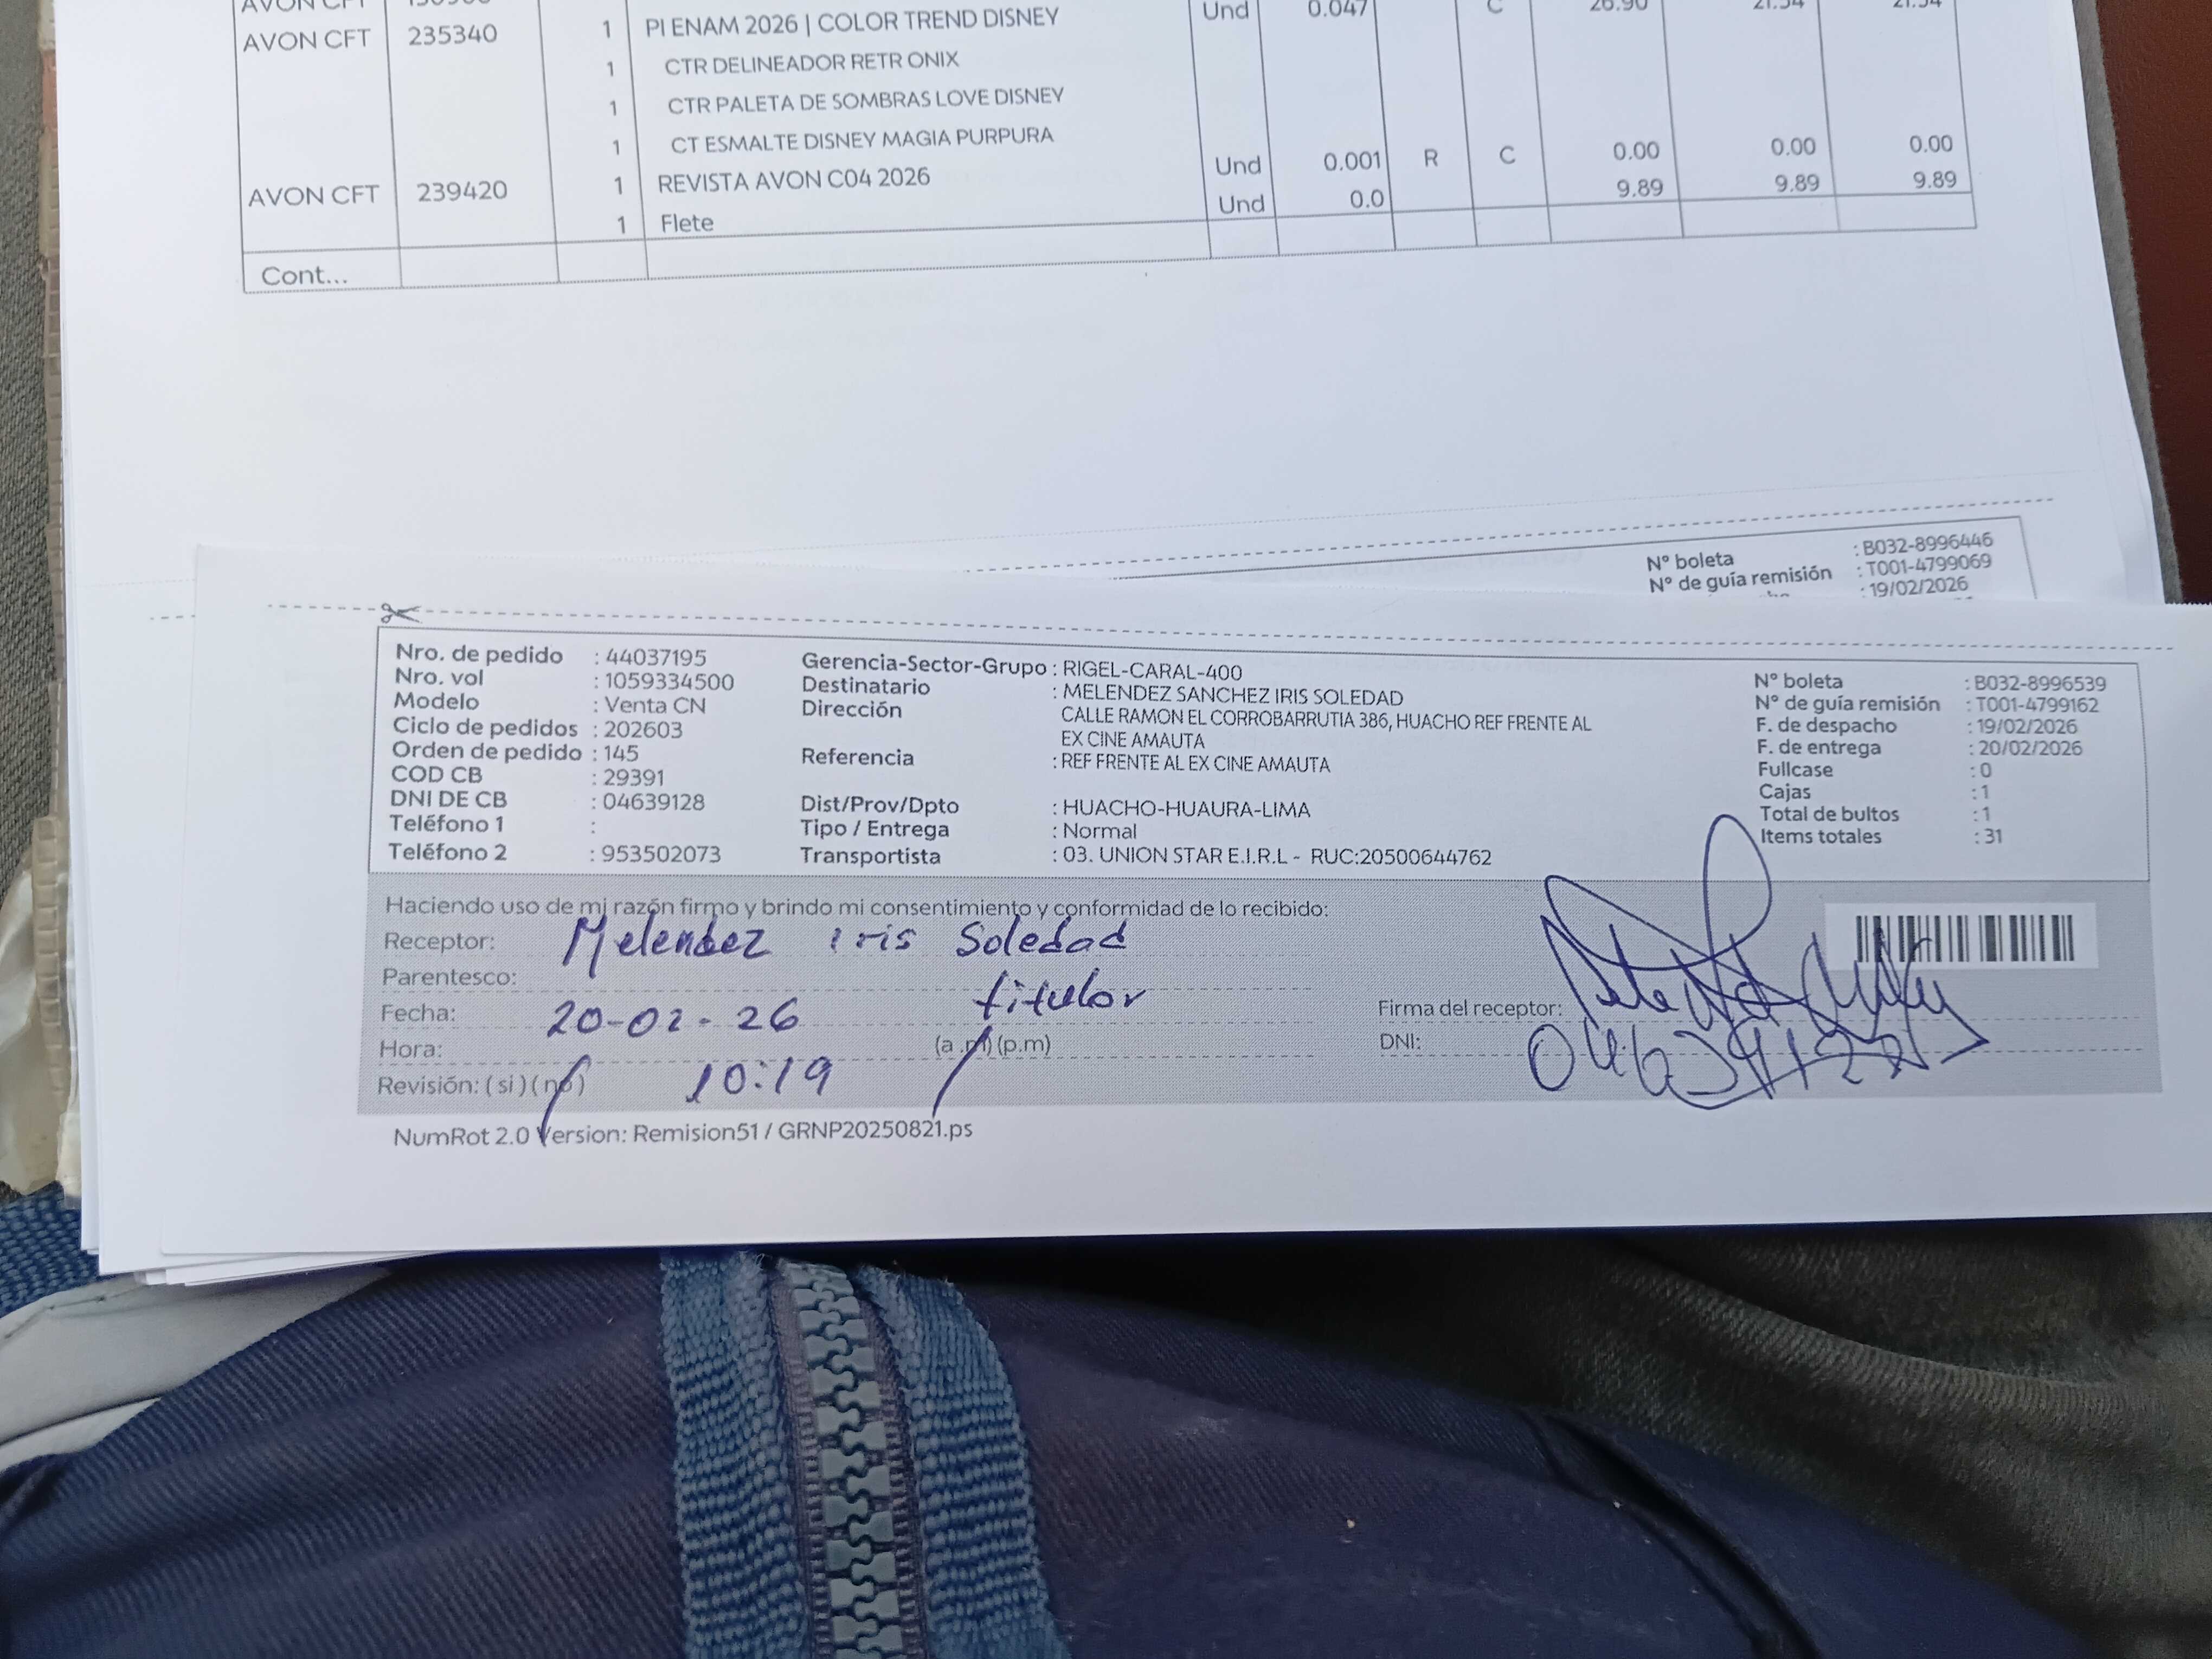 AVON CFT 235340 1 PI ENAM 2026 | COLOR TREND DISNEY Und 0.047 C 26.90 21.54 21.54
1 CTR DELINEADOR RETR ONIX
1 CTR PALETA DE SOMBRAS LOVE DISNEY
1 CT ESMALTE DISNEY MAGIA PURPURA
AVON CFT 239420 1 REVISTA AVON C04 2026 Und 0.001 R C 0.00 0.00 0.00
1 Flete Und 0.0 9.89 9.89 9.89
Cont...
N° boleta : B032-8996446
N° de guía remisión : T001-4799069
: 19/02/2026
Nro. de pedido : 44037195
Nro. vol : 1059334500
Modelo : Venta CN
Ciclo de pedidos : 202603
Orden de pedido : 145
COD CB : 29391
DNI DE CB : 04639128
Teléfono 1 :
Teléfono 2 : 953502073
Gerencia-Sector-Grupo : RIGEL-CARAL-400
Destinatario : MELENDEZ SANCHEZ IRIS SOLEDAD
Dirección CALLE RAMON EL CORROBARRUTIA 386, HUACHO REF FRENTE AL
EX CINE AMAUTA
Referencia : REF FRENTE AL EX CINE AMAUTA
Dist/Prov/Dpto : HUACHO-HUAURA-LIMA
Tipo / Entrega : Normal
Transportista : 03. UNION STAR E.I.R.L - RUC:20500644762
N° boleta : B032-8996539
N° de guía remisión : T001-4799162
F. de despacho : 19/02/2026
F. de entrega : 20/02/2026
Fullcase : 0
Cajas : 1
Total de bultos : 1
Items totales : 31
Haciendo uso de mi razón firmo y brindo mi consentimiento y conformidad de lo recibido:
Receptor: Melendez Iris Soledad
Parentesco: titular
Fecha: 20-02-26
Hora: 10:19 (a.m) (p.m)
Revisión: ( si ) ( no )
Firma del receptor:
DNI:
NumRot 2.0 Version: Remision51 / GRNP20250821.ps